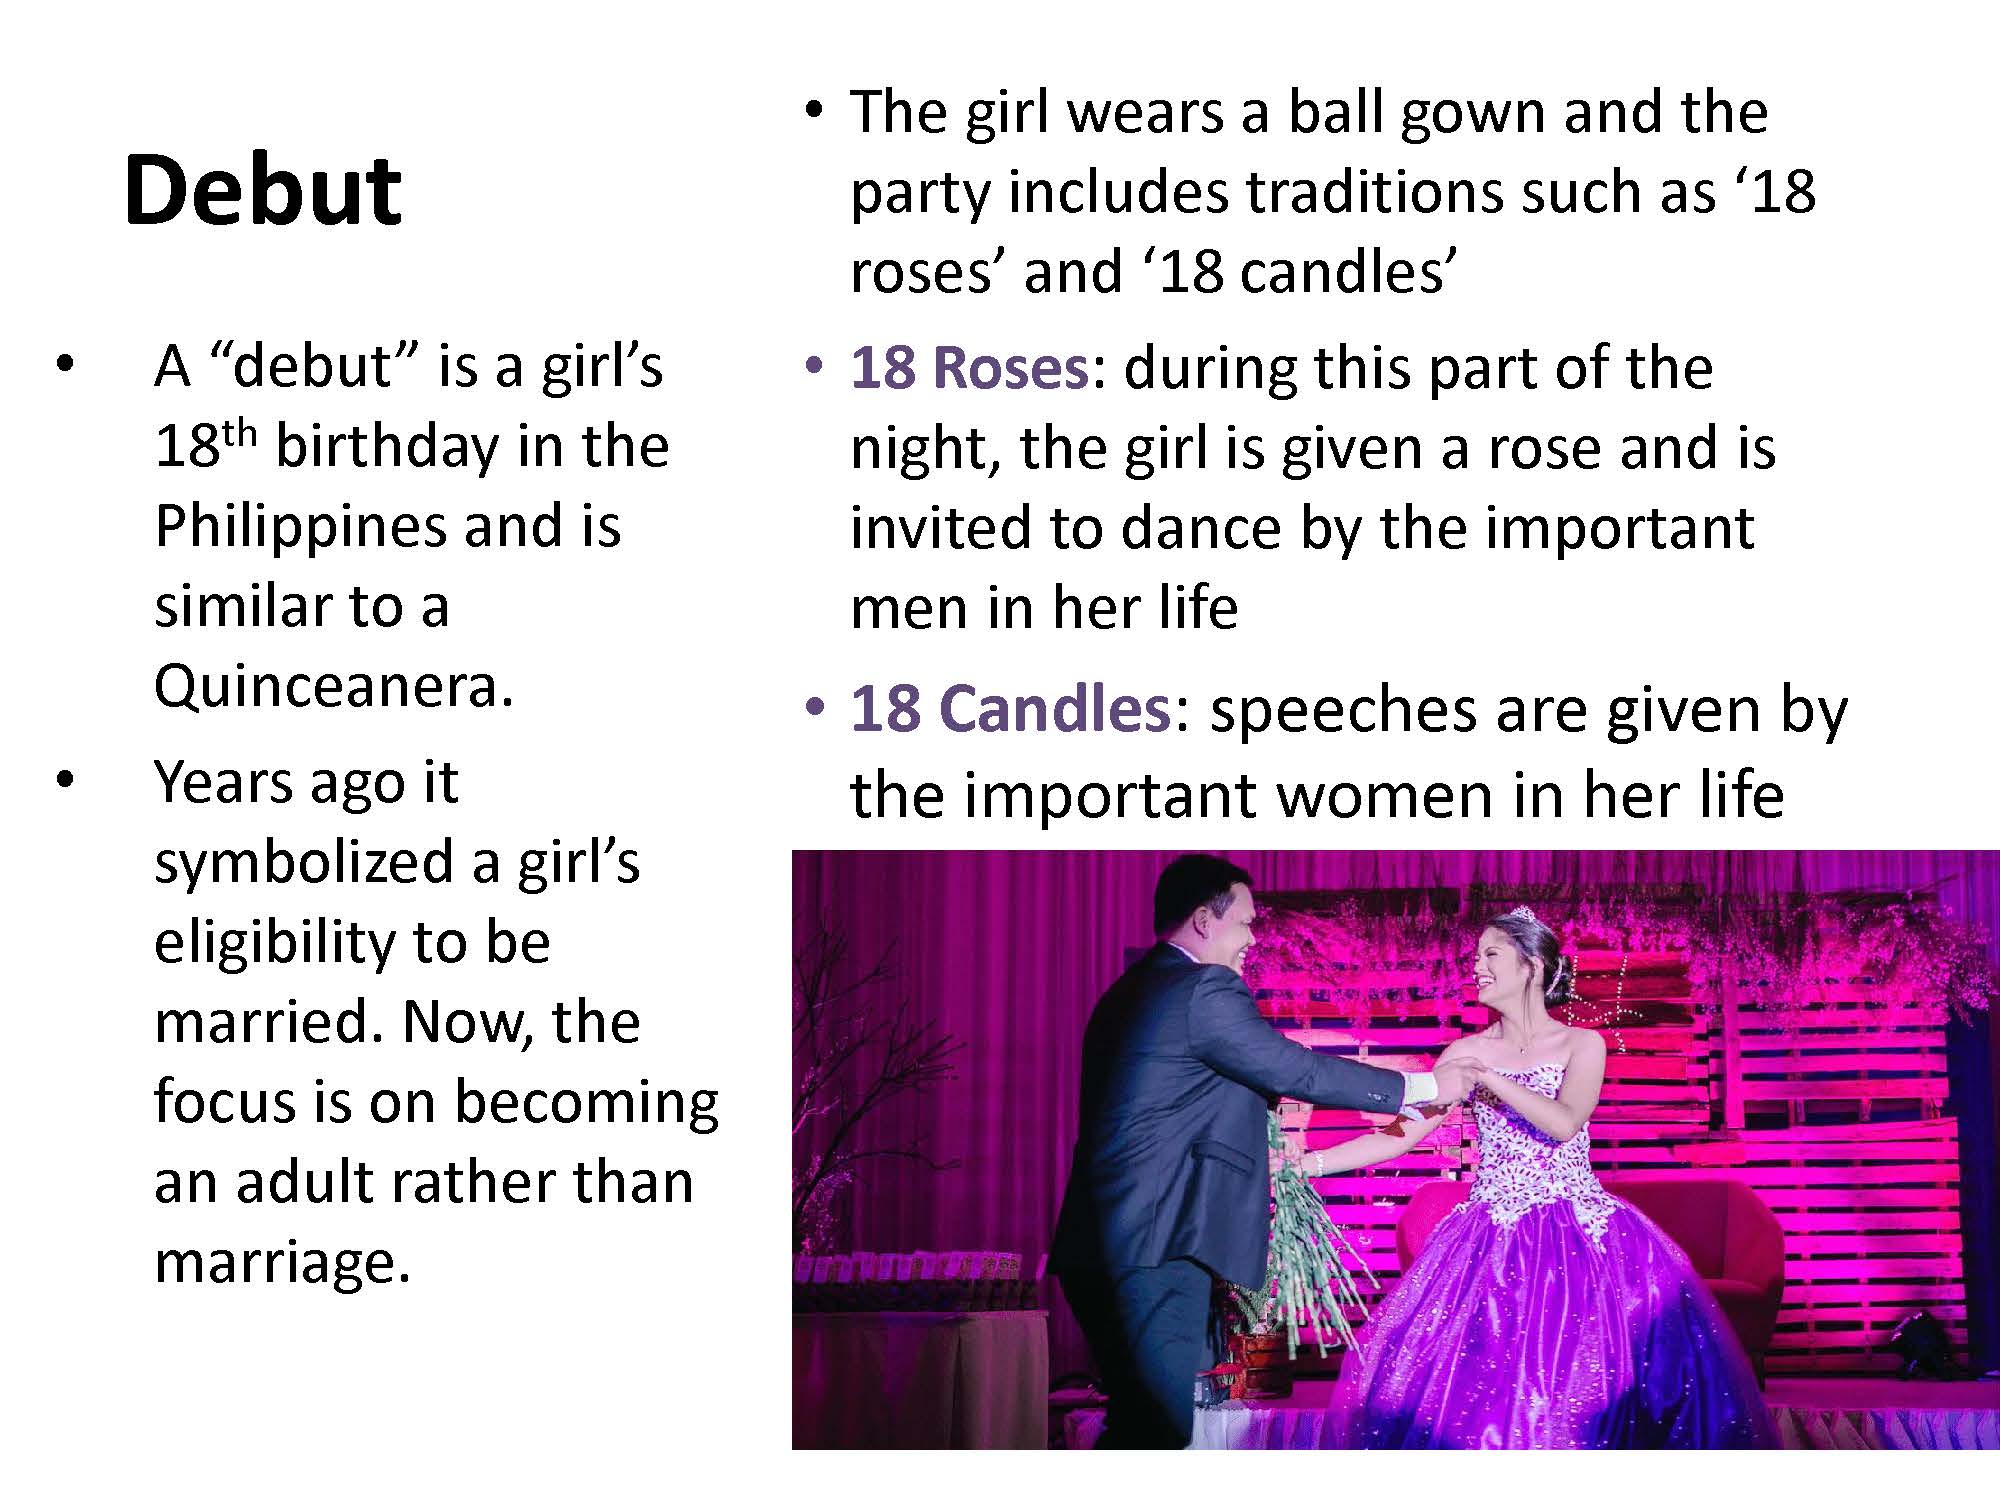 Debut
• A “debut” is a girl’s
18th birthday in the
Philippines and is
similar to a
Quinceanera.
• Years ago it
symbolized a girl’s
eligibility to be
married. Now, the
focus is on becoming
an adult rather than
marriage.
• The girl wears a ball gown and the
party includes traditions such as ‘18
roses’ and ‘18 candles’
• 18 Roses: during this part of the
night, the girl is given a rose and is
invited to dance by the important
men in her life
• 18 Candles: speeches are given by
the important women in her life